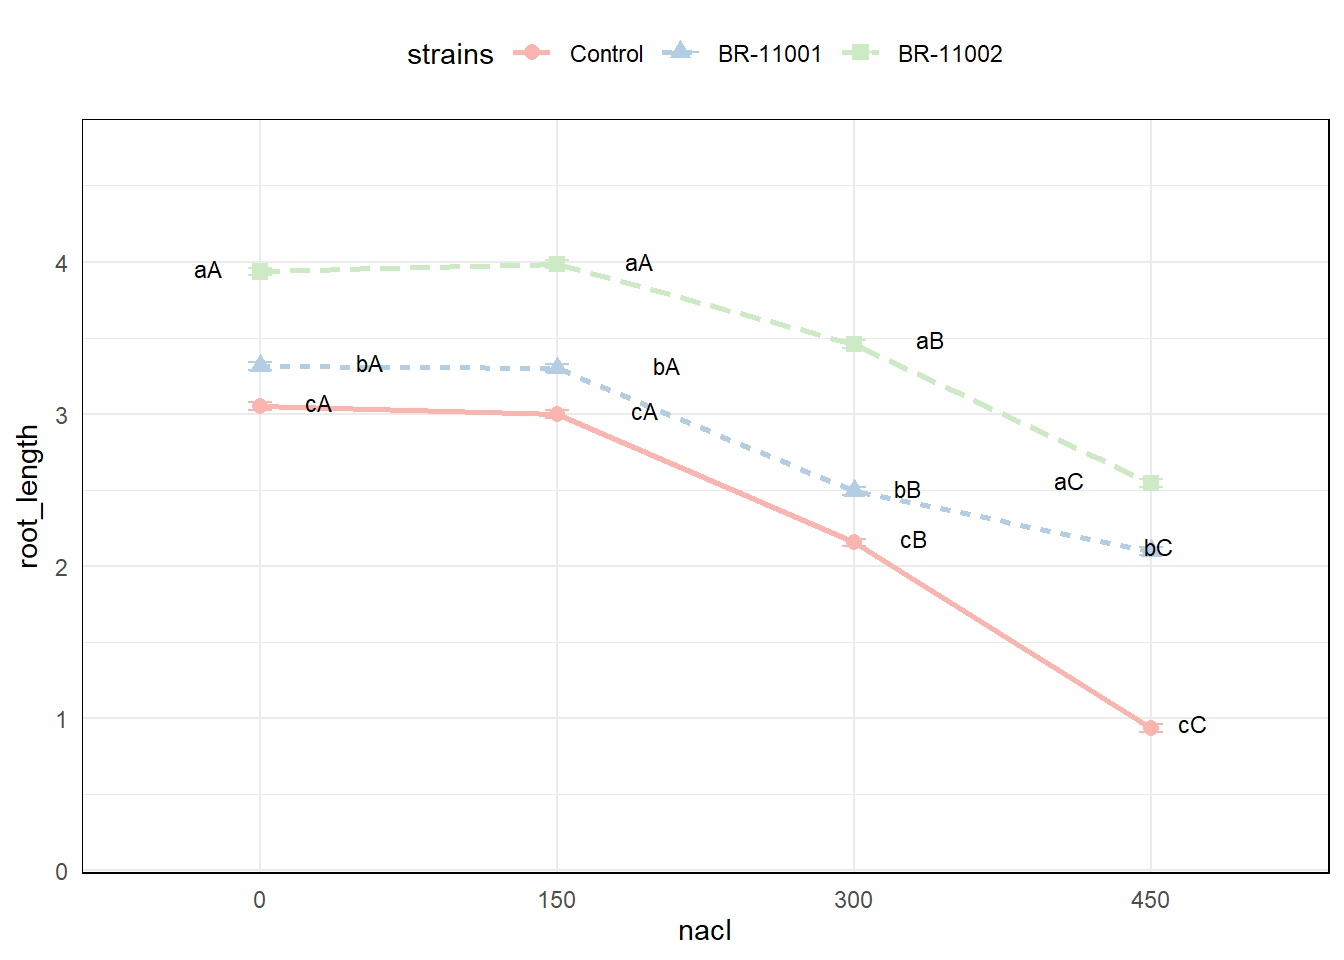 strains Control BR-11001 BR-11002
root_length
4
3
2
1
0
aA
aA
aB
bA
bA
cA
cA
aC
bB
cB
bC
cC
0 150 300 450
nacl